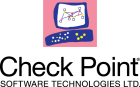 Check Point®
SOFTWARE TECHNOLOGIES LTD.